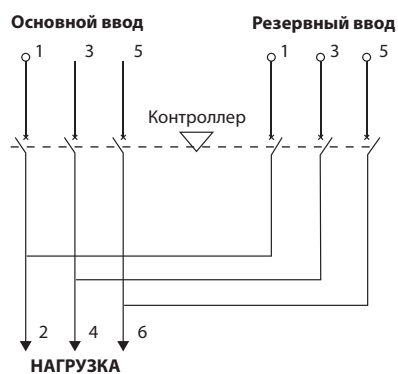 Основной ввод Резервный ввод
1 3 5 1 3 5
Контроллер
2 4 6
НАГРУЗКА